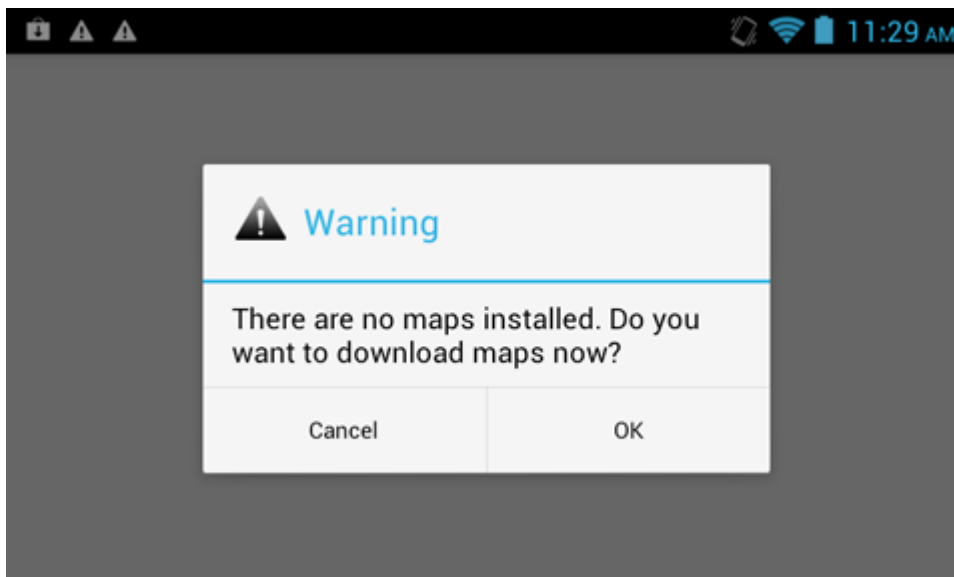 11:29 AM
Warning
There are no maps installed. Do you
want to download maps now?
Cancel OK